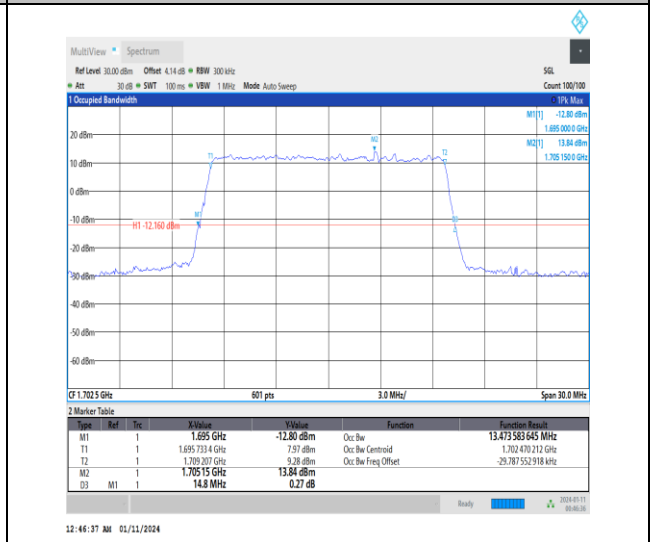 MultiView Spectrum
Ref Level 30.00 dBm Offset 4.14 dB RBW 300 kHz SGL
Att 30 dB SWT 100 ms VBW 1 MHz Mode Auto Sweep Count 100/100
1 Occupied Bandwidth 1Pk Max
M1[1] -12.80 dBm
1.695 000 0 GHz
M2[1] 13.84 dBm
1.705 150 0 GHz
20 dBm
M2
T1 T2
10 dBm
0 dBm
-10 dBm
M1 D3
H1 -12.160 dBm
-20 dBm
-30 dBm
-40 dBm
-50 dBm
-60 dBm
CF 1.702 5 GHz 601 pts 3.0 MHz/ Span 30.0 MHz
2 Marker Table
Type Ref Trc X-Value Y-Value Function Function Result
M1 1 1.695 GHz -12.80 dBm Occ Bw 13.473 583 645 MHz
T1 1 1.695 733 4 GHz 7.97 dBm Occ Bw Centroid 1.702 470 212 GHz
T2 1 1.709 207 GHz 9.28 dBm Occ Bw Freq Offset -29.787 552 918 kHz
M2 1 1.705 15 GHz 13.84 dBm
D3 M1 1 14.8 MHz 0.27 dB
Ready 2024-01-11
00:46:36
12:46:37 AM 01/11/2024